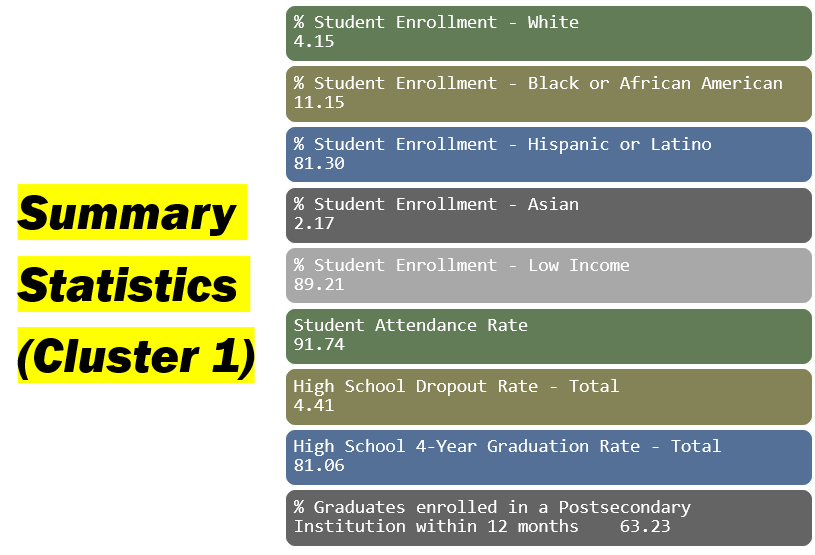 Summary
Statistics
(Cluster 1)
% Student Enrollment - White
4.15
% Student Enrollment - Black or African American
11.15
% Student Enrollment - Hispanic or Latino
81.30
% Student Enrollment - Asian
2.17
% Student Enrollment - Low Income
89.21
Student Attendance Rate
91.74
High School Dropout Rate - Total
4.41
High School 4-Year Graduation Rate - Total
81.06
% Graduates enrolled in a Postsecondary
Institution within 12 months    63.23